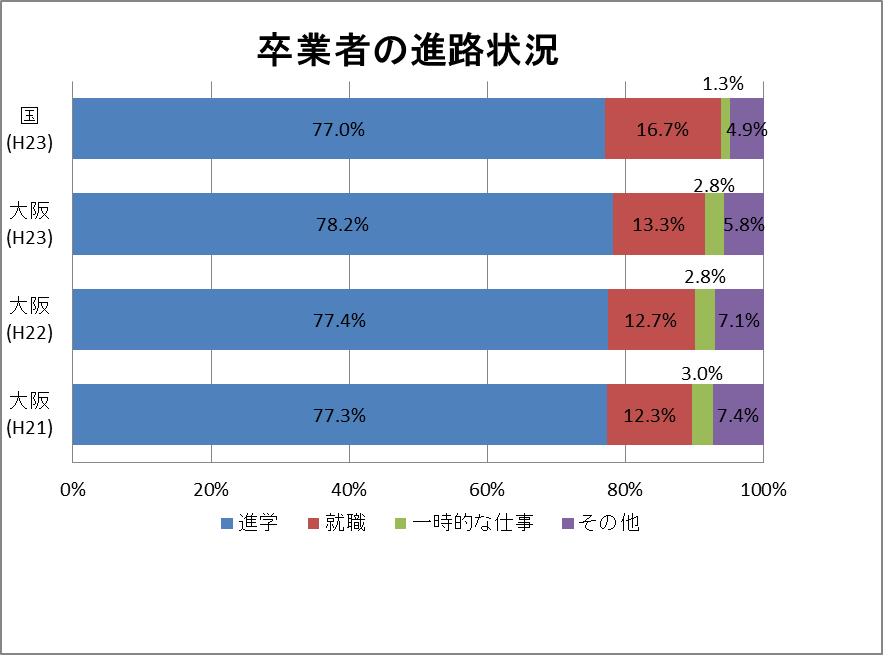 卒業者の進路状況
1.3%
国
(H23)
77.0%
16.7%
4.9%
2.8%
大阪
(H23)
78.2%
13.3%
5.8%
2.8%
大阪
(H22)
77.4%
12.7%
7.1%
3.0%
大阪
(H21)
77.3%
12.3%
7.4%
0%
20%
40%
60%
80%
100%
進学
就職
一時的な仕事
その他